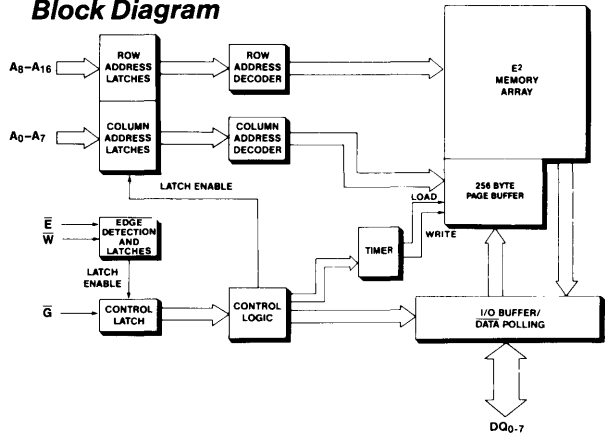 Block Diagram
A₈–A₁₆
ROW
ADDRESS
LATCHES
ROW
ADDRESS
DECODER
E²
MEMORY
ARRAY
A₀–A₇
COLUMN
ADDRESS
LATCHES
COLUMN
ADDRESS
DECODER
256 BYTE
PAGE BUFFER
LATCH ENABLE
LOAD
WRITE
E̅
W̅
EDGE
DETECTION
AND
LATCHES
TIMER
LATCH
ENABLE
G̅
CONTROL
LATCH
CONTROL
LOGIC
I/O BUFFER/
D̅A̅T̅A̅ POLLING
DQ₀₋₇